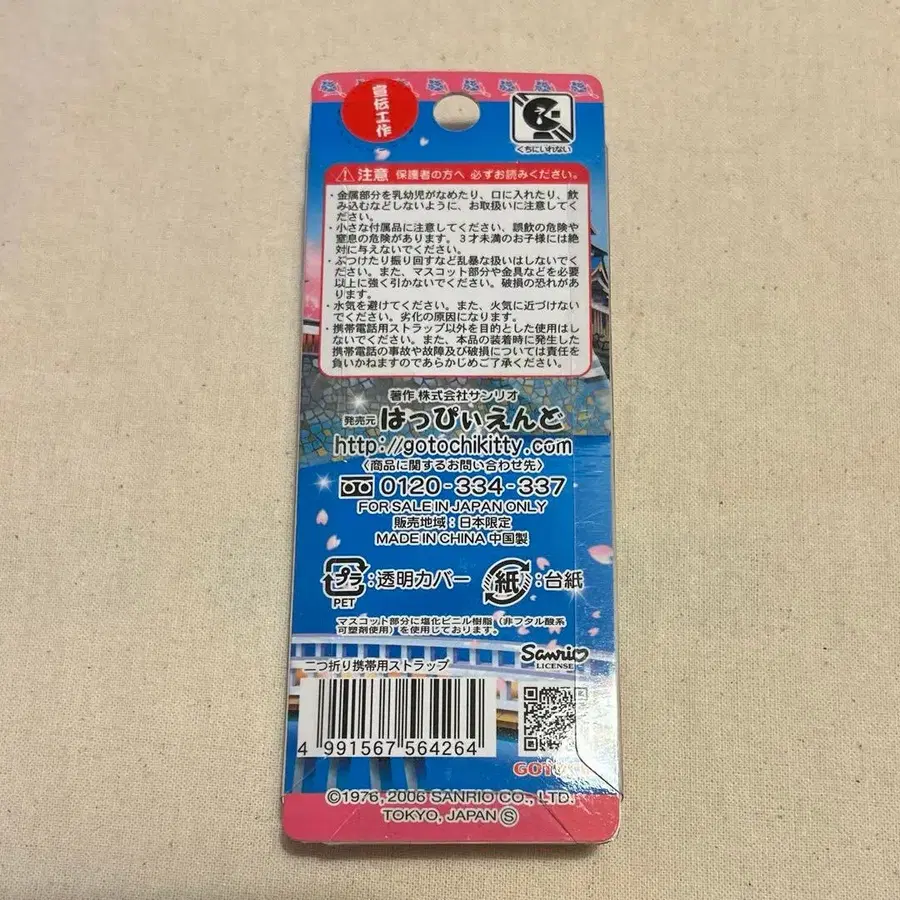 宣伝工作
くちにいれない
注意 保護者の方へ 必ずお読みください。
・金属部分を乳幼児がなめたり、口に入れたり、飲
み込むなどしないように、お取扱いに注意してく
ださい。
・小さな付属品に注意してください、誤飲の危険や
窒息の危険があります。3才未満のお子様には絶
対に与えないでください。
・ぶつけたり振り回すなど乱暴な扱いはしないでくだ
さい。また、マスコット部分や金具などを必要
以上に強く引かないでください。破損の恐れがあ
ります。
・水気を避けてください。また、火気に近づけない
でください。劣化の原因になります。
・携帯電話用ストラップ以外を目的とした使用はし
ないでください。また、本品の装着時に発生した
携帯電話の事故や故障及び破損については責任を
負いかねますのであらかじめご了承ください。
著作 株式会社サンリオ
発売元 はっぴぃえんど
http://gotochikitty.com
〈商品に関するお問い合わせ先〉
0120-334-337
FOR SALE IN JAPAN ONLY
販売地域：日本限定
MADE IN CHINA 中国製
プラ：透明カバー 紙：台紙
PET
マスコット部分に塩化ビニール樹脂（非フタル酸系
可塑剤使用）を使用しております。
Sanrio
LICENSE
二つ折り携帯用ストラップ
4 991567 564264
©1976, 2006 SANRIO CO., LTD.
TOKYO, JAPAN Ⓢ